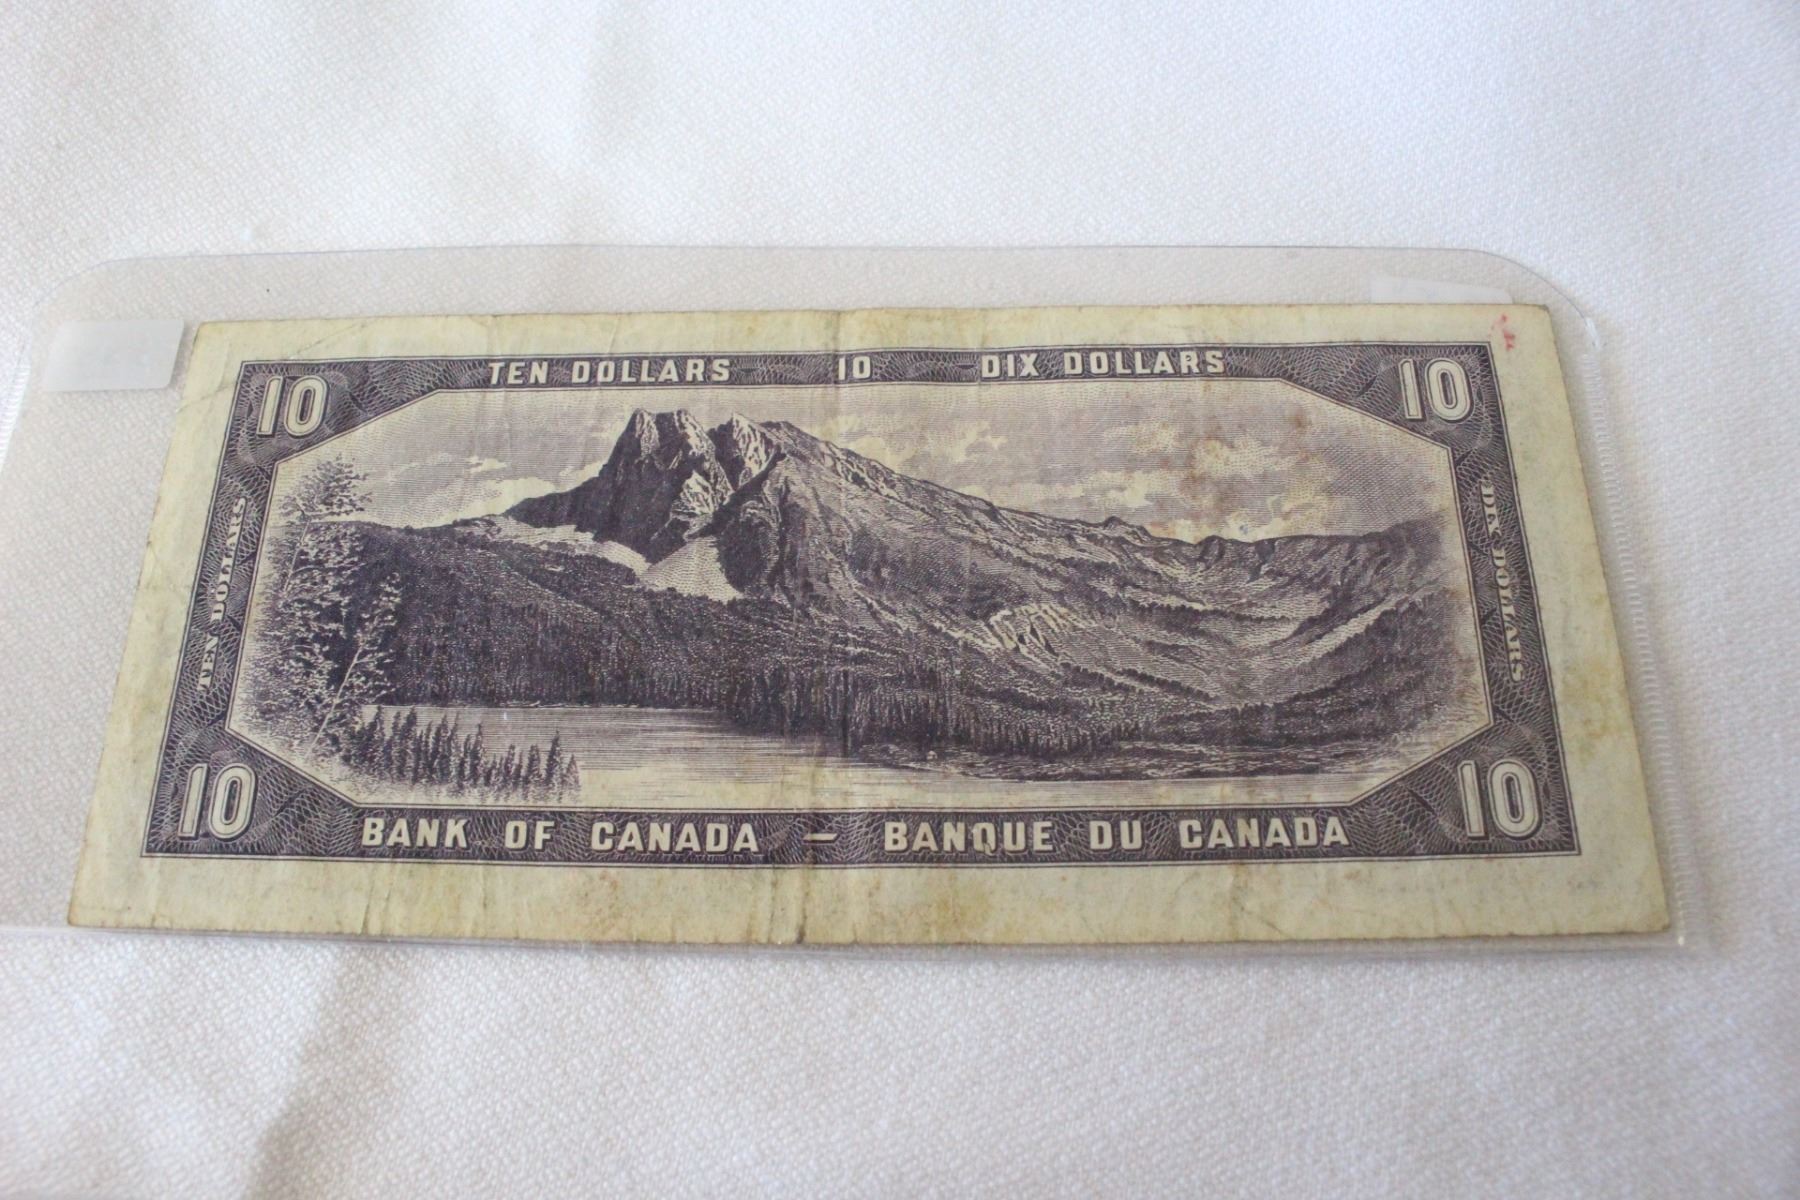 TEN DOLLARS 10 DIX DOLLARS
10 10
TEN DOLLARS
DIX DOLLARS
10 10
BANK OF CANADA — BANQUE DU CANADA